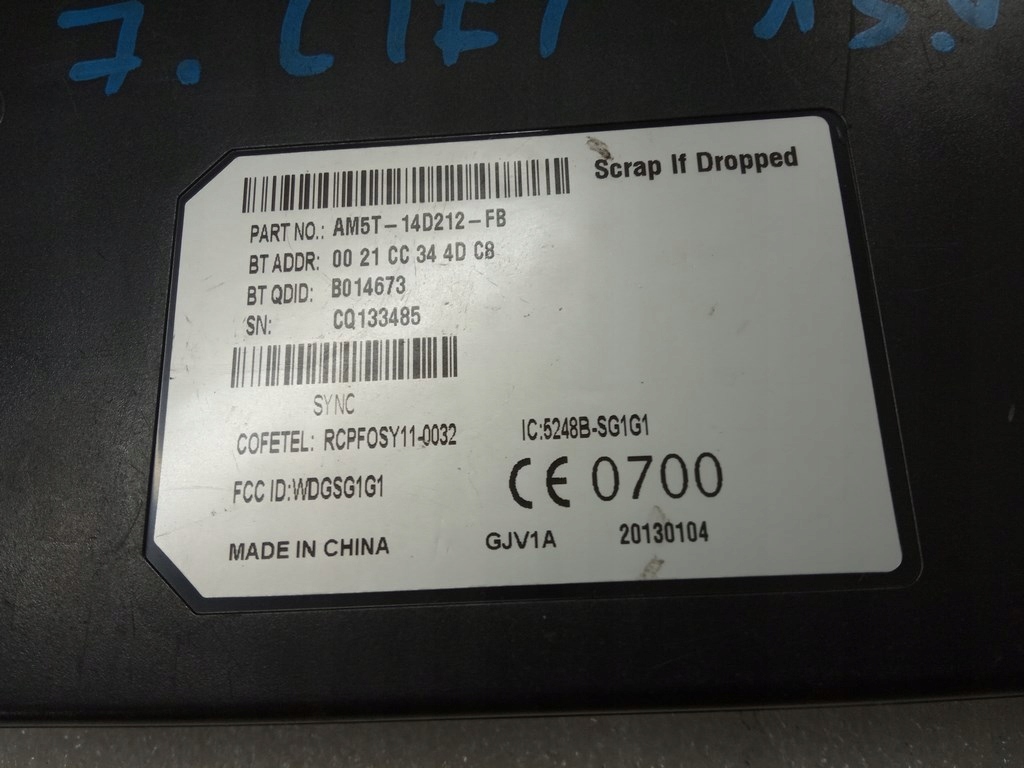 Scrap If Dropped
PART NO.: AM5T-14D212-FB
BT ADDR: 00 21 CC 34 4D C8
BT QDID: B014673
SN: CQ133485
SYNC
COFETEL: RCPFOSY11-0032
IC:5248B-SG1G1
FCC ID:WDGSG1G1
CE 0700
MADE IN CHINA
GJV1A
20130104